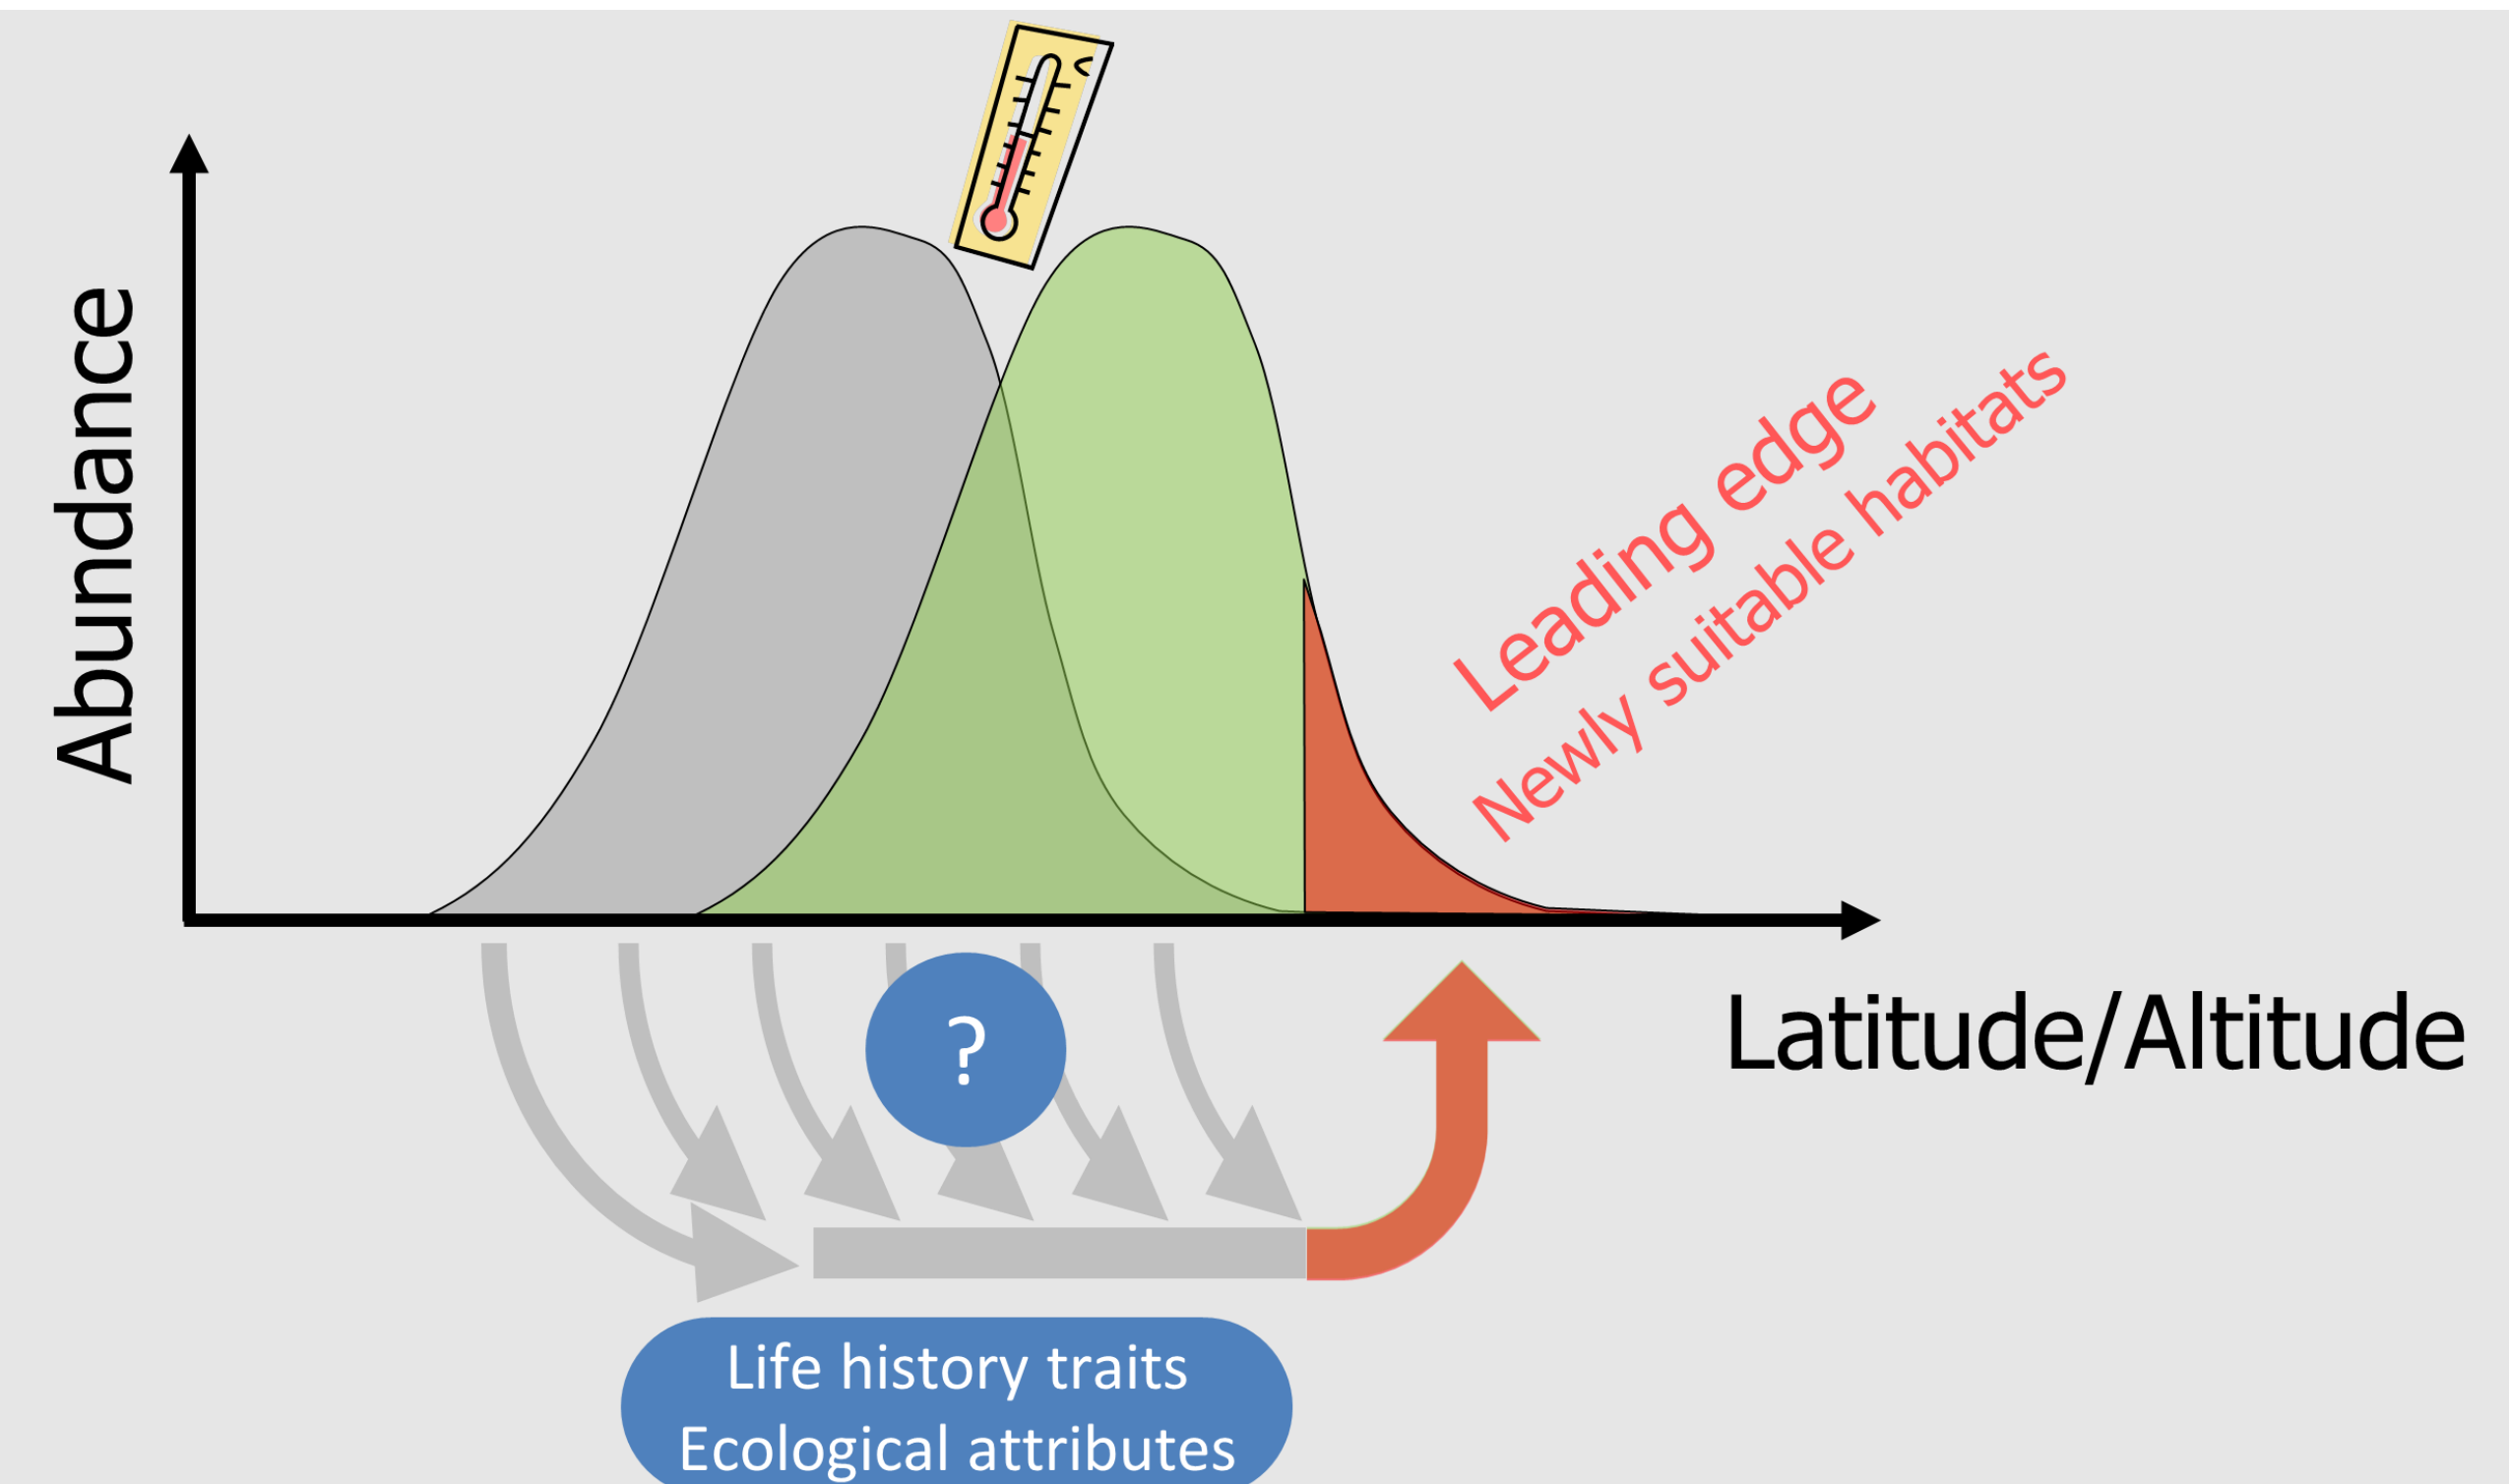 Abundance
Leading edge
Newly suitable habitats
Latitude/Altitude
?
Life history traits
Ecological attributes